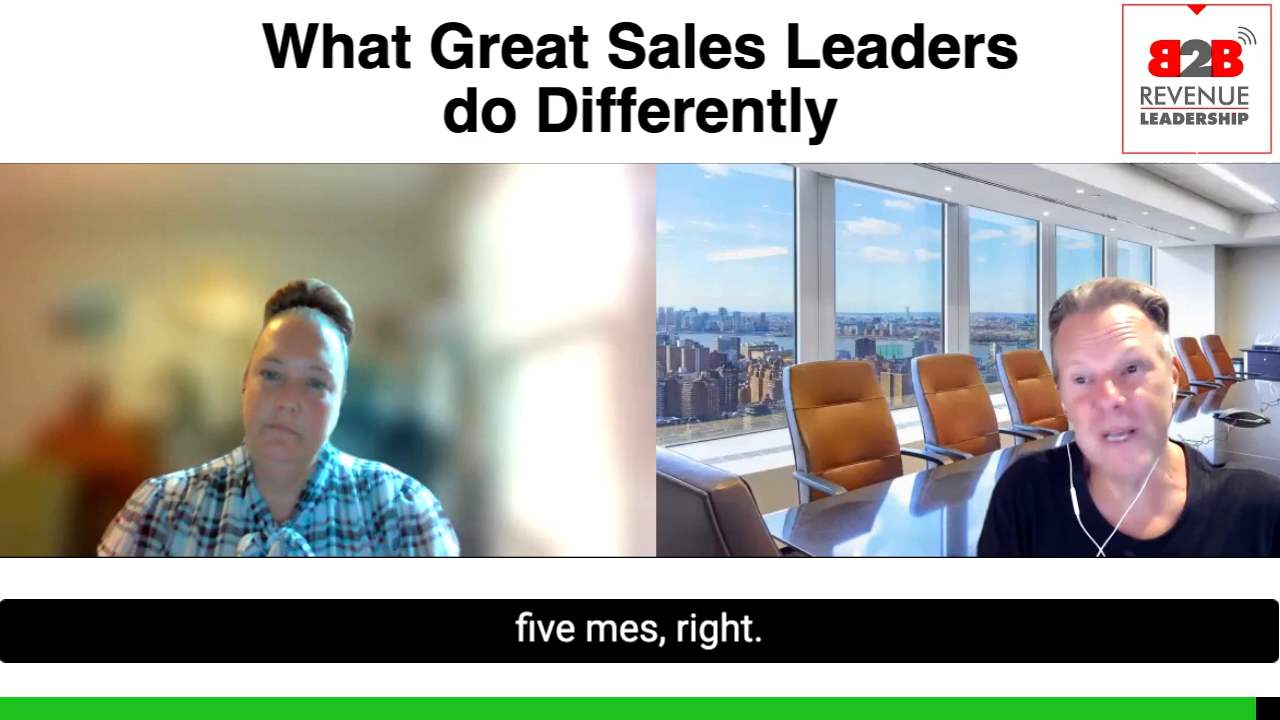 What Great Sales Leaders
do Differently
B2B
REVENUE
LEADERSHIP
five mes, right.